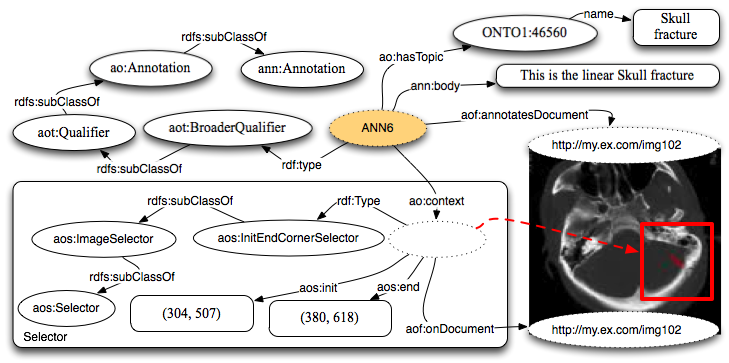 name
Skull
fracture
ONTO1:46560
rdfs:subClassOf
ao:hasTopic
ao:Annotation
ann:Annotation
This is the linear Skull fracture
ann:body
rdfs:subClassOf
aof:annotatesDocument
aot:Qualifier
aot:BroaderQualifier
ANN6
http://my.ex.com/img102
rdfs:subClassOf
rdf:type
ao:context
rdfs:subClassOf
rdf:Type
aos:ImageSelector
aos:InitEndCornerSelector
rdfs:subClassOf
aos:init
aos:end
aos:Selector
(304, 507)
(380, 618)
aof:onDocument
http://my.ex.com/img102
Selector